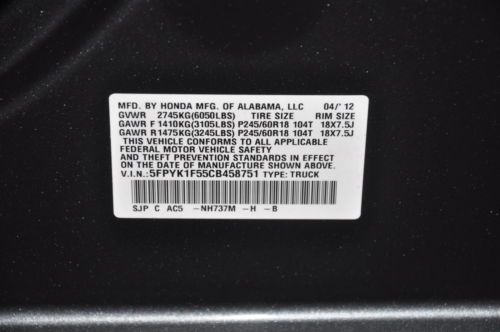 MFD. BY HONDA MFG. OF ALABAMA, LLC 04/'12
GVWR 2745KG(6050LBS) TIRE SIZE RIM SIZE
GAWR F 1410KG(3105LBS) P245/60R18 104T 18X7.5J
GAWR R1475KG(3245LBS) P245/60R18 104T 18X7.5J
THIS VEHICLE CONFORMS TO ALL APPLICABLE
FEDERAL MOTOR VEHICLE SAFETY
AND THEFT PREVENTION STANDARDS IN EFFECT
ON THE DATE OF MANUFACTURE SHOWN ABOVE.
V.I.N.:5FPYK1F55CB458751 TYPE: TRUCK
SJP C AC5 -NH737M -H -B